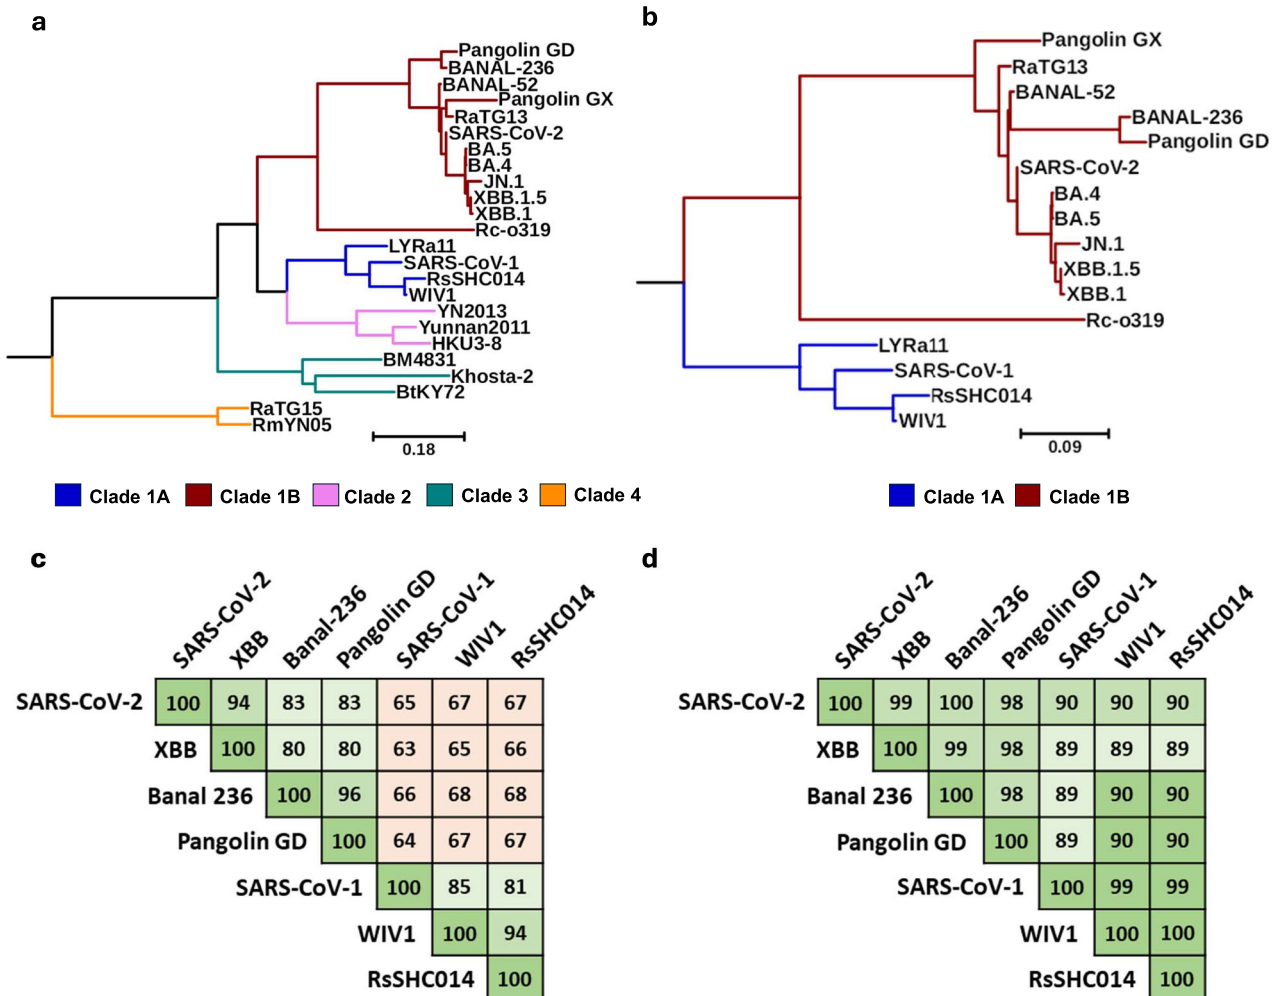 a
Pangolin GD
BANAL-236
BANAL-52
Pangolin GX
RaTG13
SARS-CoV-2
BA.5
BA.4
JN.1
XBB.1.5
XBB.1
Rc-o319
LYRa11
SARS-CoV-1
RsSHC014
WIV1
YN2013
Yunnan2011
HKU3-8
BM4831
Khosta-2
BtKY72
RaTG15
RmYN05
0.18
Clade 1A Clade 1B Clade 2 Clade 3 Clade 4
b
Pangolin GX
RaTG13
BANAL-52
BANAL-236
Pangolin GD
SARS-CoV-2
BA.4
BA.5
JN.1
XBB.1.5
XBB.1
Rc-o319
LYRa11
SARS-CoV-1
RsSHC014
WIV1
0.09
Clade 1A Clade 1B
c
SARS-CoV-2 XBB Banal-236 Pangolin GD SARS-CoV-1 WIV1 RsSHC014
SARS-CoV-2 100 94 83 83 65 67 67
XBB 100 80 80 63 65 66
Banal 236 100 96 66 68 68
Pangolin GD 100 64 67 67
SARS-CoV-1 100 85 81
WIV1 100 94
RsSHC014 100
d
SARS-CoV-2 XBB Banal-236 Pangolin GD SARS-CoV-1 WIV1 RsSHC014
SARS-CoV-2 100 99 100 98 90 90 90
XBB 100 99 98 89 89 89
Banal 236 100 98 89 90 90
Pangolin GD 100 89 90 90
SARS-CoV-1 100 99 99
WIV1 100 100
RsSHC014 100